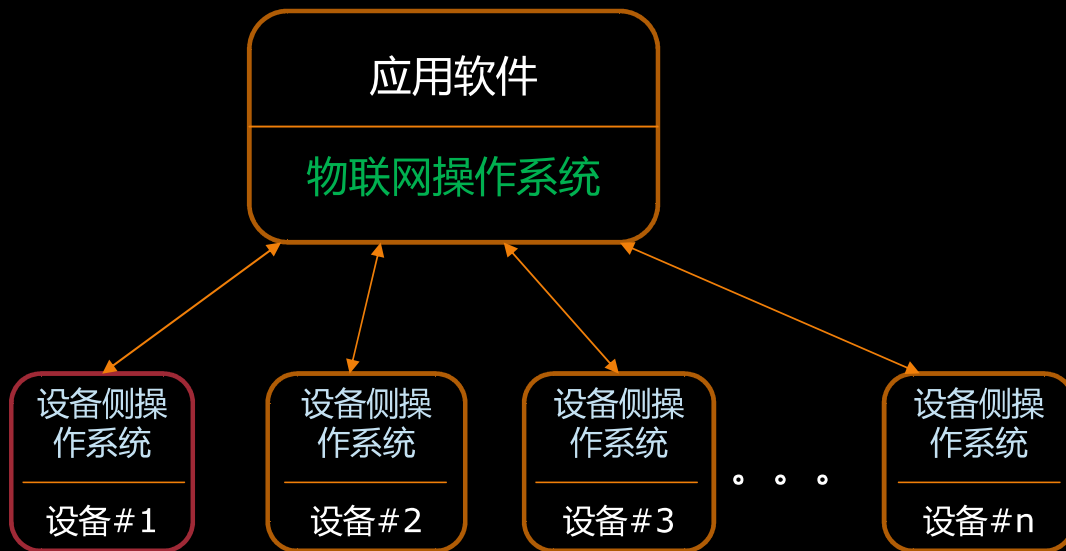 应用软件
物联网操作系统
设备侧操
作系统
设备#1
设备侧操
作系统
设备#2
设备侧操
作系统
设备#3
。。。
设备侧操
作系统
设备#n